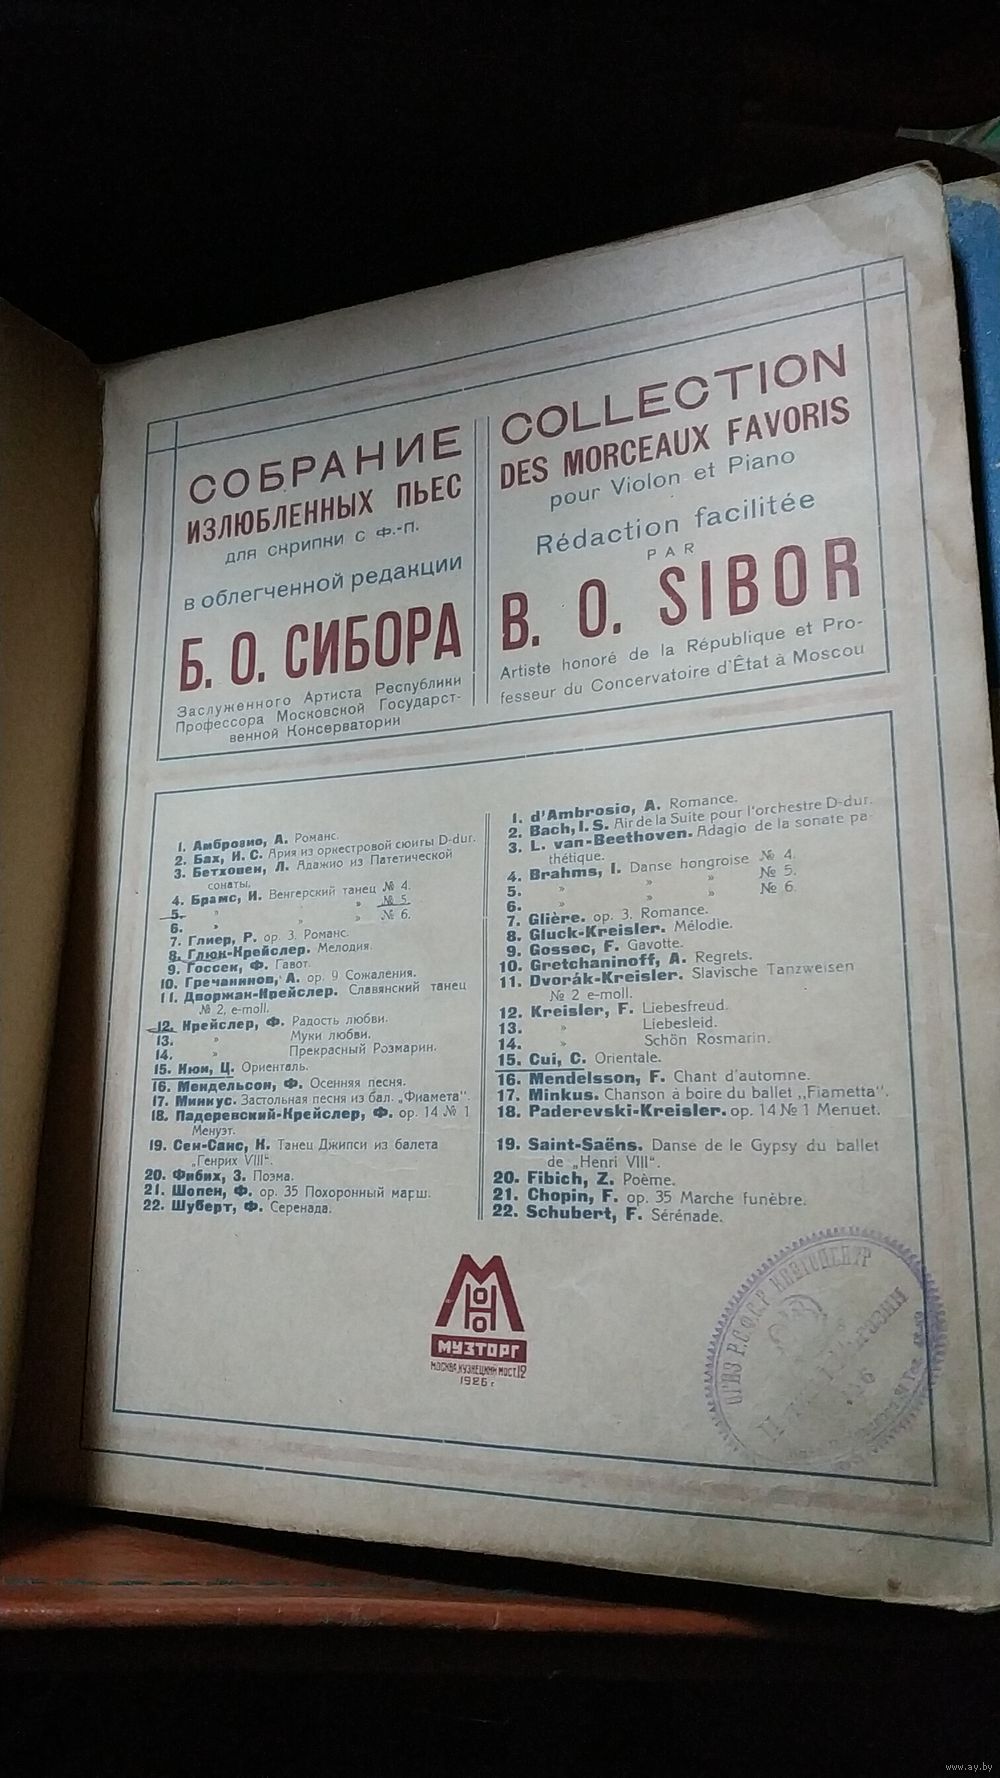 СОБРАНИЕ
ИЗЛЮБЛЕННЫХ ПЬЕС
для скрипки с ф.-п.
в облегченной редакции
Б. О. СИБОРА
Заслуженного Артиста Республики
Профессора Московской Государст-
венной Консерватории
COLLECTION
DES MORCEAUX FAVORIS
pour Violon et Piano
Rédaction facilitée
PAR
B. O. SIBOR
Artiste honoré de la République et Pro-
fesseur du Concervatoire d'État à Moscou
1. Амброзио, А. Романс.
2. Бах, И. С. Ария из оркестровой сюиты D-dur.
3. Бетховен, Л. Адажио из Патетической
сонаты.
4. Брамс, И. Венгерский танец № 4.
5. » » » № 5.
6. » » » № 6.
7. Глиер, Р. op. 3. Романс.
8. Глюк-Крейслер. Мелодия.
9. Госсек, Ф. Гавот.
10. Гречанинов, А. op. 9 Сожаления.
11. Дворжак-Крейслер. Славянский танец
№ 2, e-moll.
12. Крейслер, Ф. Радость любви.
13. » Муки любви.
14. » Прекрасный Розмарин.
15. Кюи, Ц. Ориенталь.
16. Мендельсон, Ф. Осенняя песня.
17. Минкус. Застольная песня из бал. „Фиамета".
18. Падеревский-Крейслер, Ф. op. 14 № 1
Менуэт.
19. Сен-Санс, К. Танец Джипси из балета
„Генрих VIII".
20. Фибих, З. Поэма.
21. Шопен, Ф. op. 35 Похоронный марш.
22. Шуберт, Ф. Серенада.
1. d'Ambrosio, A. Romance.
2. Bach, I. S. Air de la Suite pour l'orchestre D-dur.
3. L. van-Beethoven. Adagio de la sonate pa-
thétique.
4. Brahms, I. Danse hongroise № 4.
5. » » » № 5.
6. » » » № 6.
7. Glière. op. 3. Romance.
8. Gluck-Kreisler. Mélodie.
9. Gossec, F. Gavotte.
10. Gretchaninoff, A. Regrets.
11. Dvorák-Kreisler. Slavische Tanzweisen
№ 2 e-moll.
12. Kreisler, F. Liebesfreud.
13. » Liebesleid.
14. » Schön Rosmarin.
15. Cui, C. Orientale.
16. Mendelsson, F. Chant d'automne.
17. Minkus. Chanson à boire du ballet „Fiametta".
18. Paderevski-Kreisler. op. 14 № 1 Menuet.
19. Saint-Saëns. Danse de le Gypsy du ballet
de „Henri VIII".
20. Fibich, Z. Poème.
21. Chopin, F. op. 35 Marche funèbre.
22. Schubert, F. Sérénade.
МОНО
МУЗТОРГ
МОСКВА, КУЗНЕЦКИЙ МОСТ, 12
1926 г.
ОГИЗ Р.С.Ф.С.Р КНИГОЦЕНТР
www.ay.by